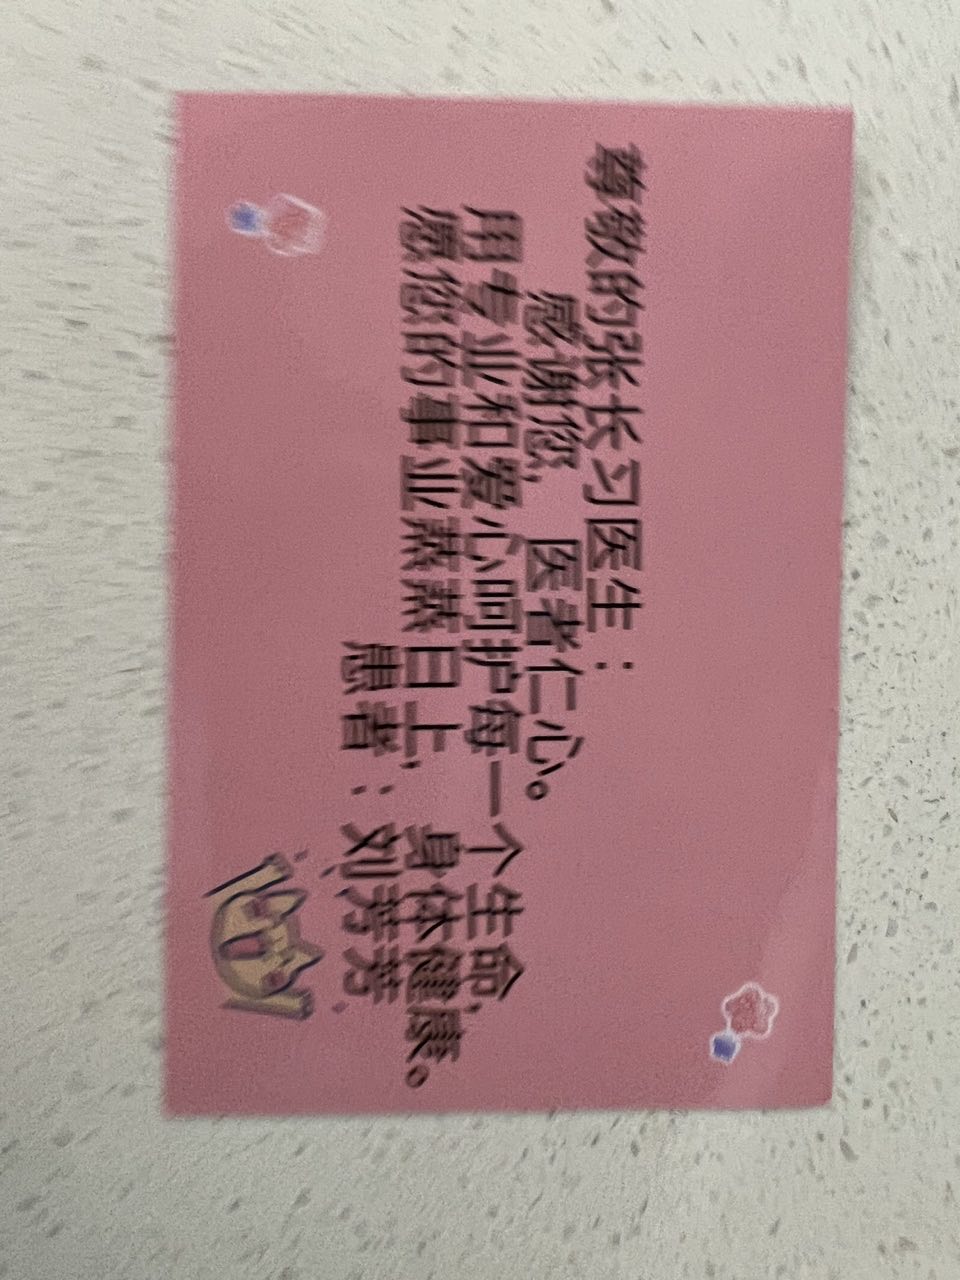 尊敬的张长习医生：
感谢您，医者仁心。
用专业和爱心呵护每一个生命，
愿您的事业蒸蒸日上，身体健康。
患者：刘芳芳